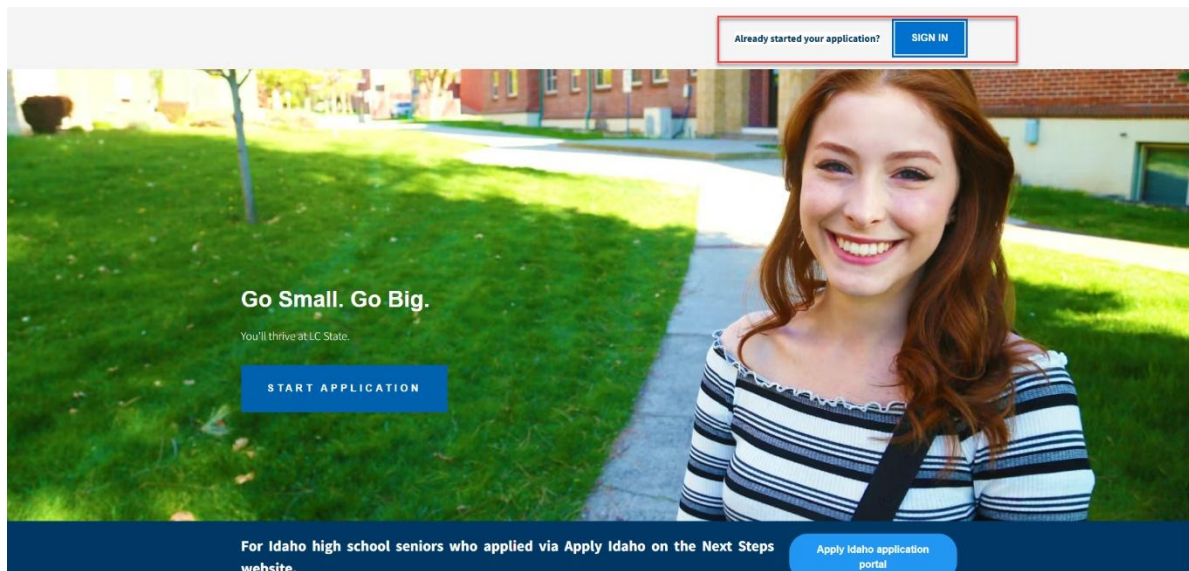 Already started your application?
SIGN IN
Go Small. Go Big.
You'll thrive at LC State.
START APPLICATION
For Idaho high school seniors who applied via Apply Idaho on the Next Steps
website.
Apply Idaho application
portal